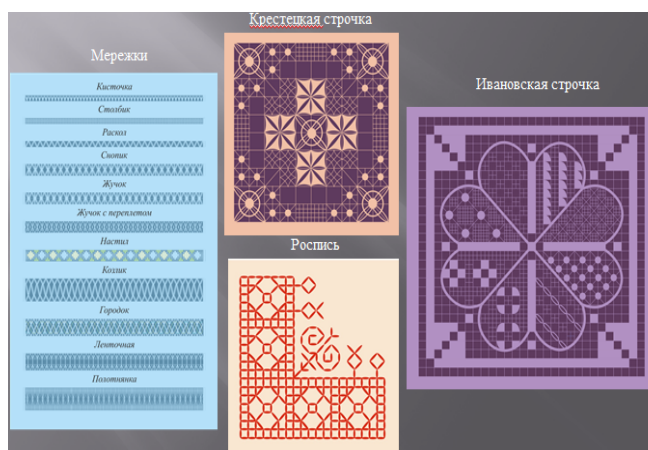 Мережки
Кисточка
Столбик
Раскол
Снопик
Жучок
Жучок с переплетом
Настил
Козлик
Городок
Ленточная
Полотнянка
Крестецкая строчка
Роспись
Ивановская строчка